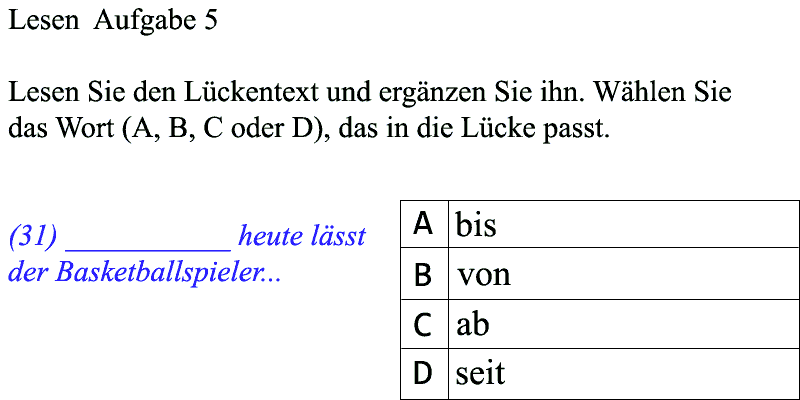 Lesen Aufgabe 5
Lesen Sie den Lückentext und ergänzen Sie ihn. Wählen Sie
das Wort (A, B, C oder D), das in die Lücke passt.
(31) ___________ heute lässt
der Basketballspieler...
A bis
B von
C ab
D seit